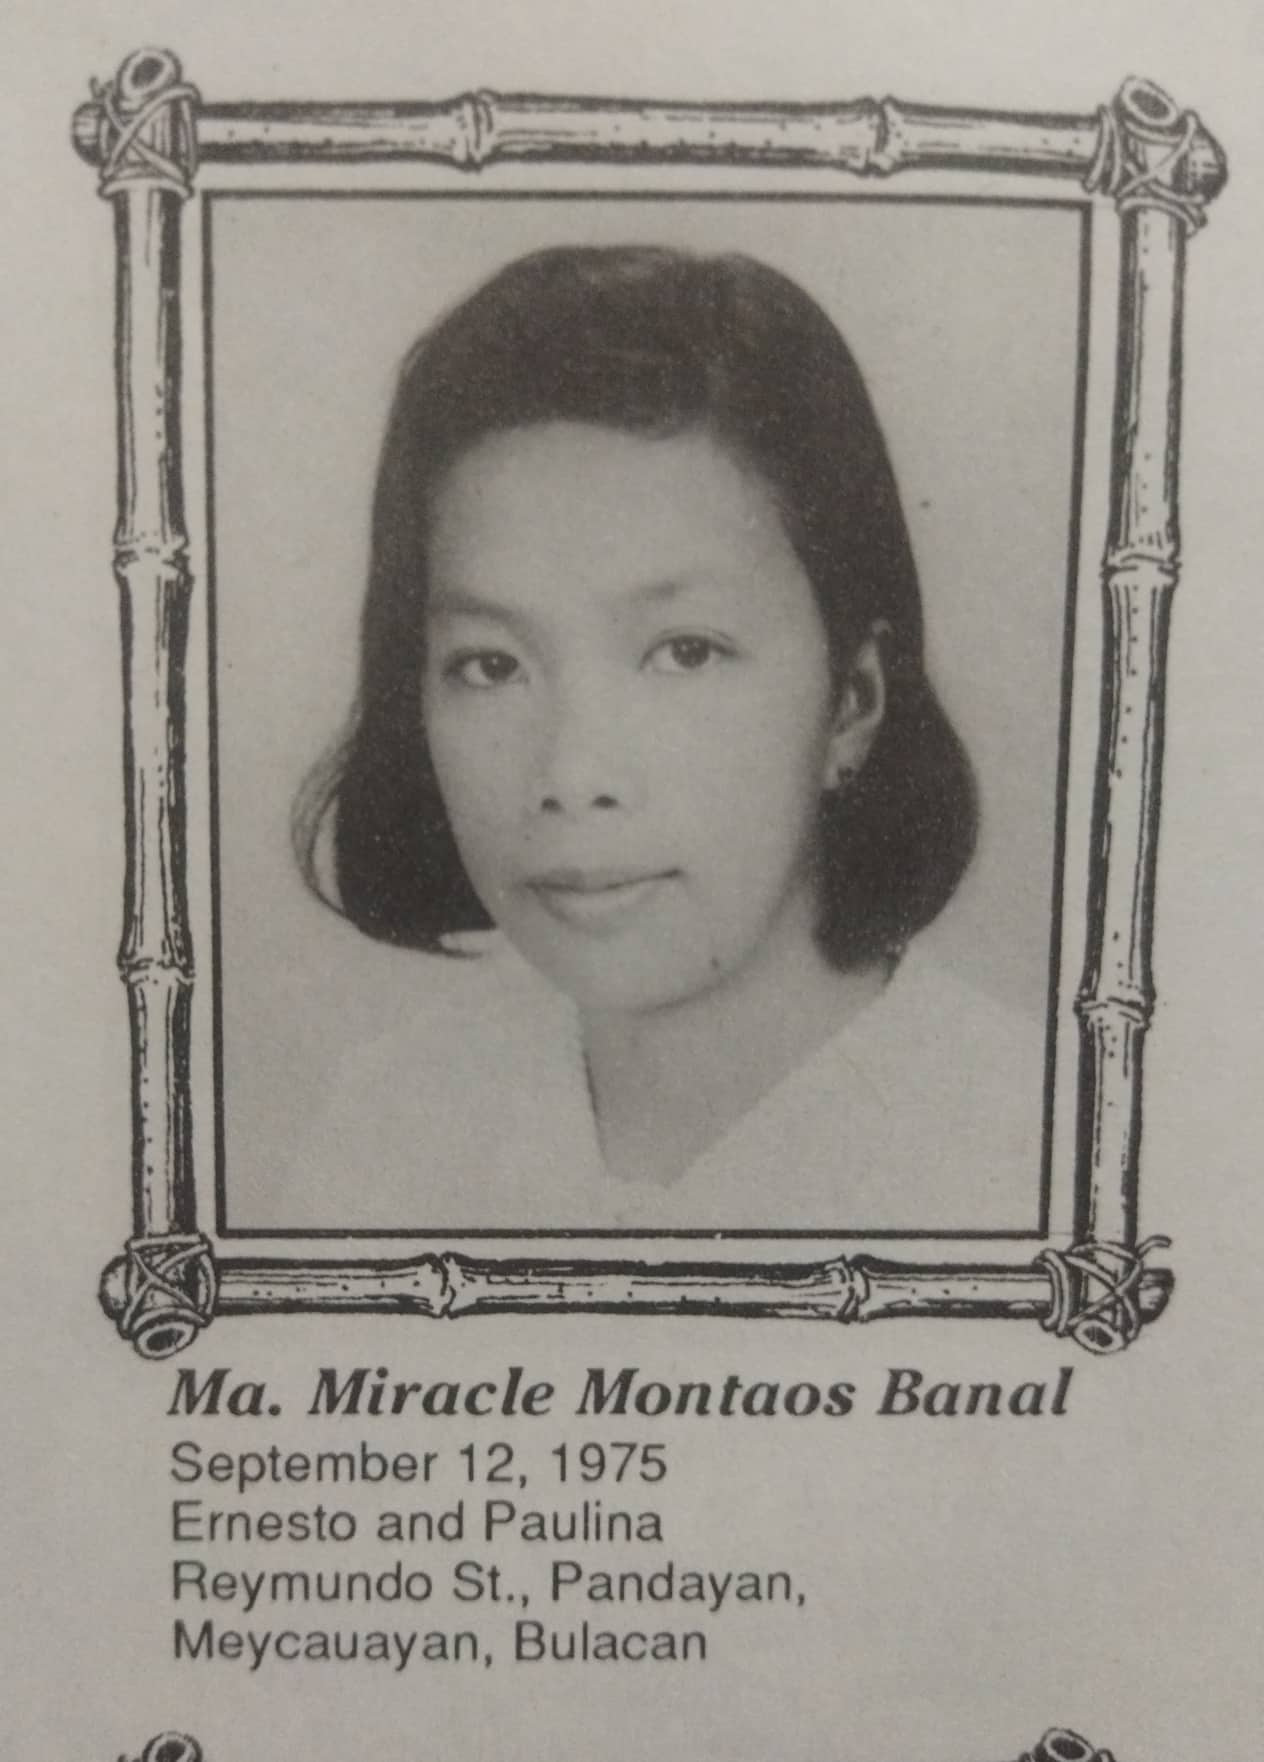 Ma. Miracle Montaos Banal
September 12, 1975
Ernesto and Paulina
Reymundo St., Pandayan,
Meycauayan, Bulacan